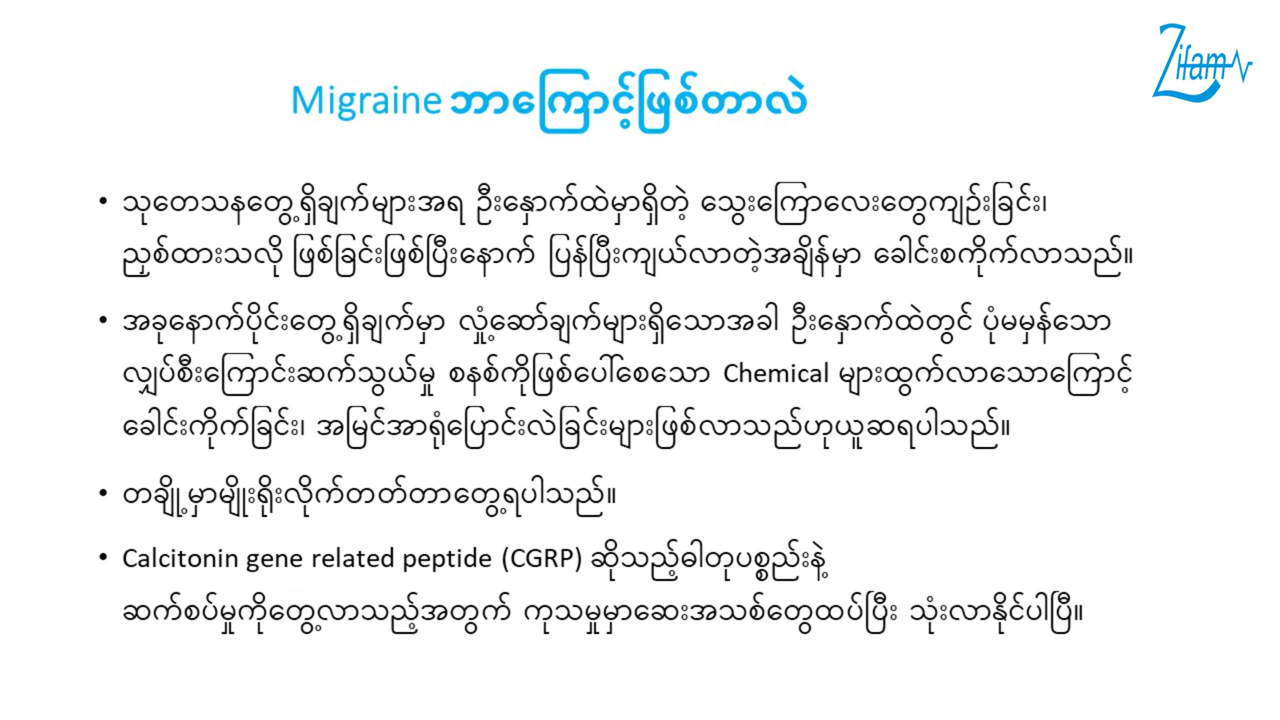 Zifam
Migraine ဘာကြောင့်ဖြစ်တာလဲ
• သုတေသနတွေ့ရှိချက်များအရ ဦးနှောက်ထဲမှာရှိတဲ့ သွေးကြောလေးတွေကျဉ်းခြင်း၊
ညှစ်ထားသလို ဖြစ်ခြင်းဖြစ်ပြီးနောက် ပြန်ပြီးကျယ်လာတဲ့အချိန်မှာ ခေါင်းစကိုက်လာသည်။
• အခုနောက်ပိုင်းတွေ့ရှိချက်မှာ လှုံ့ဆော်ချက်များရှိသောအခါ ဦးနှောက်ထဲတွင် ပုံမမှန်သော
လျှပ်စီးကြောင်းဆက်သွယ်မှု စနစ်ကိုဖြစ်ပေါ်စေသော Chemical များထွက်လာသောကြောင့်
ခေါင်းကိုက်ခြင်း၊ အမြင်အာရုံပြောင်းလဲခြင်းများဖြစ်လာသည်ဟုယူဆရပါသည်။
• တချို့မှာမျိုးရိုးလိုက်တတ်တာတွေ့ရပါသည်။
• Calcitonin gene related peptide (CGRP) ဆိုသည့်ဓါတုပစ္စည်းနဲ့
ဆက်စပ်မှုကိုတွေ့လာသည့်အတွက် ကုသမှုမှာဆေးအသစ်တွေထပ်ပြီး သုံးလာနိုင်ပါပြီ။